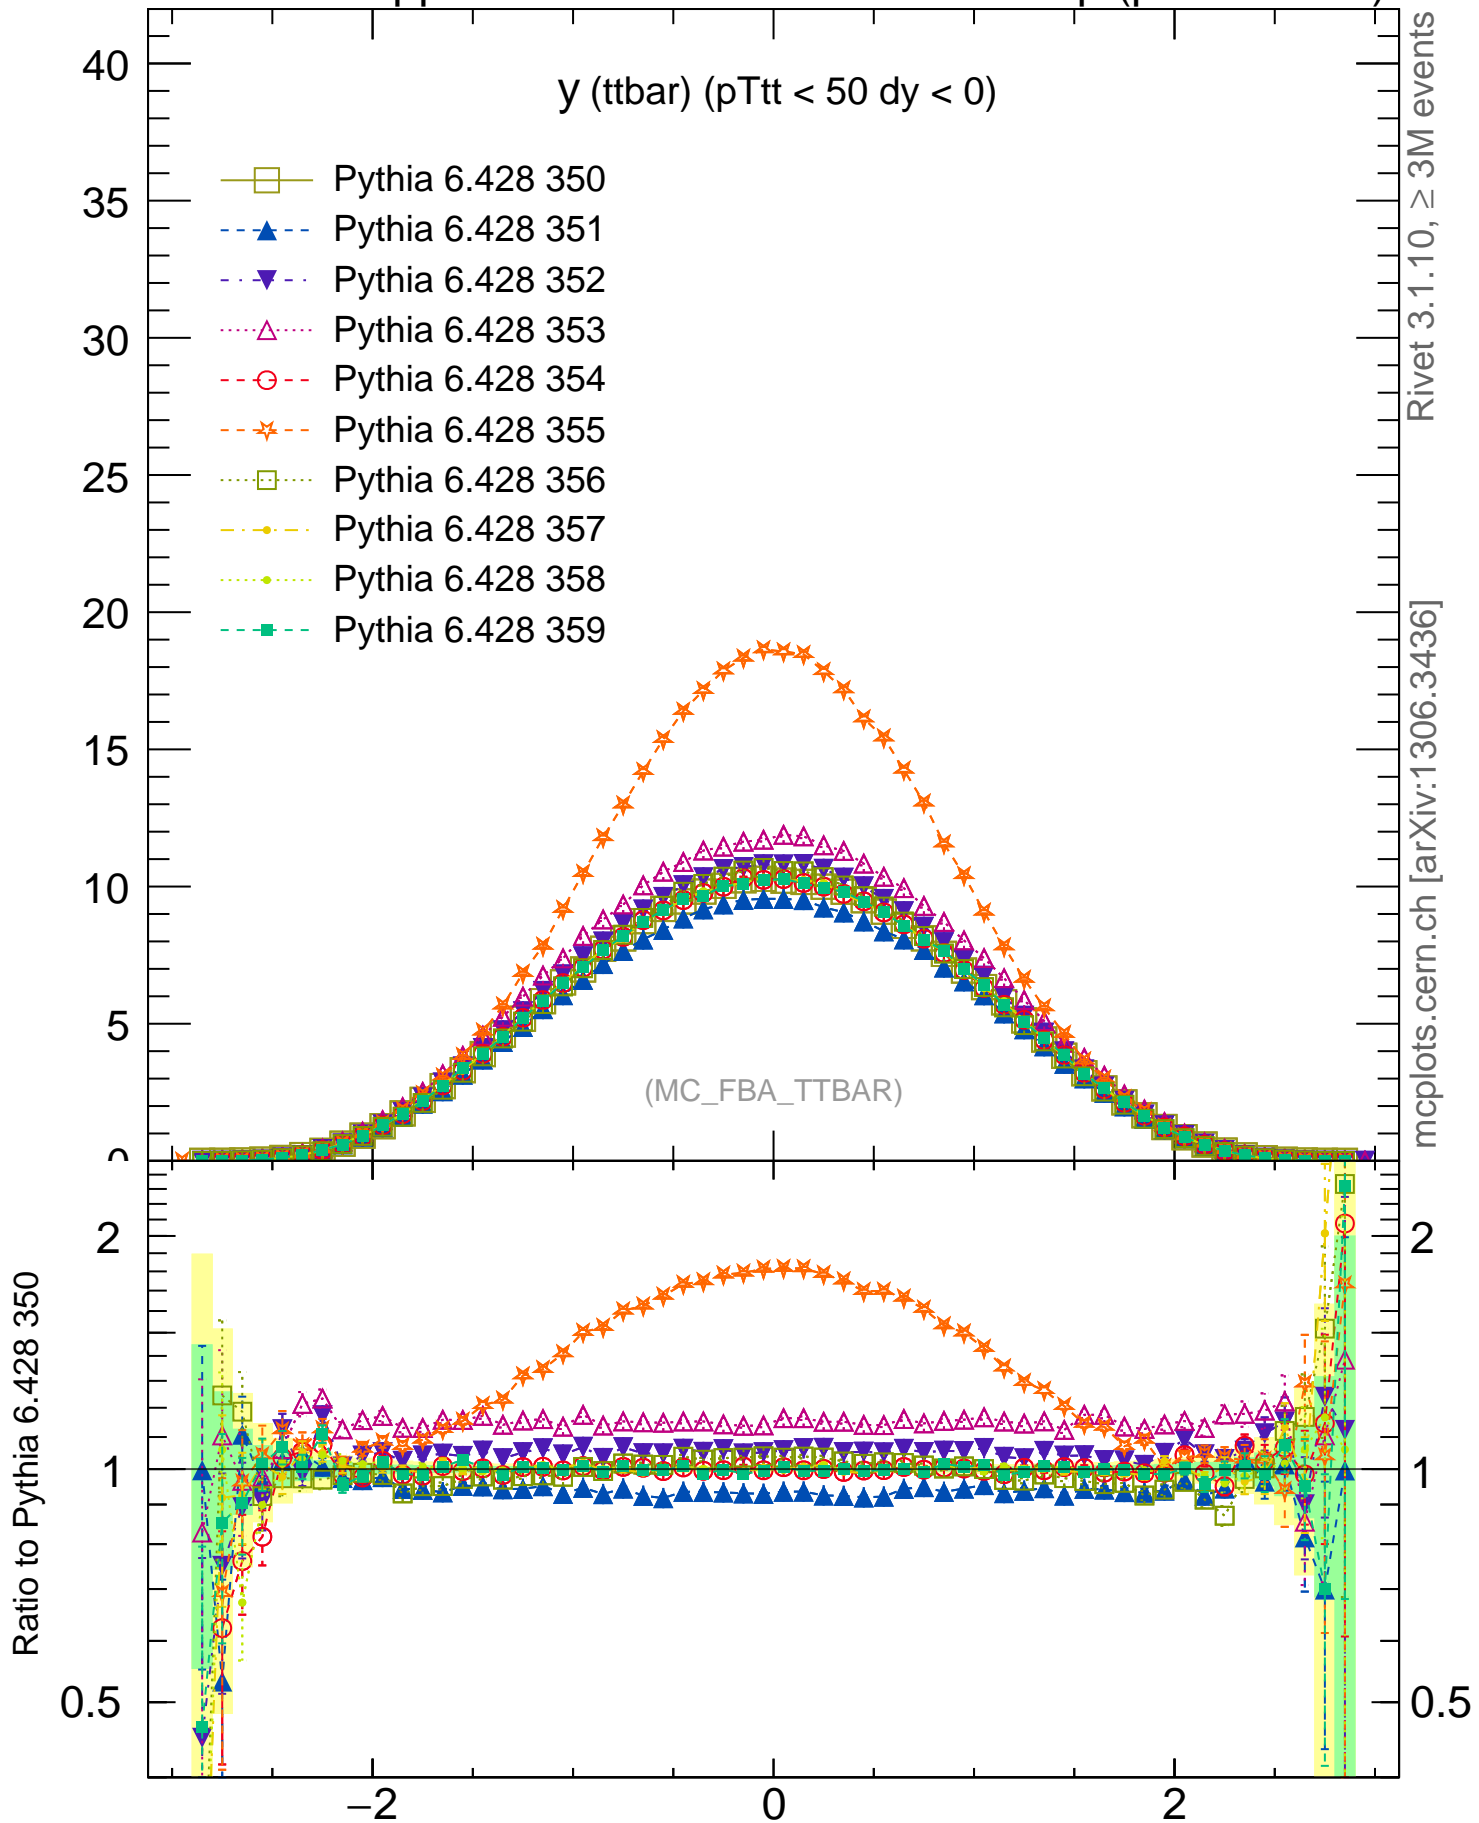 y (ttbar) (pTtt < 50 dy < 0)
40
35
30
25
20
15
10
5
0
Pythia 6.428 350
Pythia 6.428 351
Pythia 6.428 352
Pythia 6.428 353
Pythia 6.428 354
Pythia 6.428 355
Pythia 6.428 356
Pythia 6.428 357
Pythia 6.428 358
Pythia 6.428 359
(MC_FBA_TTBAR)
Rivet 3.1.10, ≥ 3M events
mcplots.cern.ch [arXiv:1306.3436]
Ratio to Pythia 6.428 350
2
1
0.5
2
1
0.5
−2
0
2